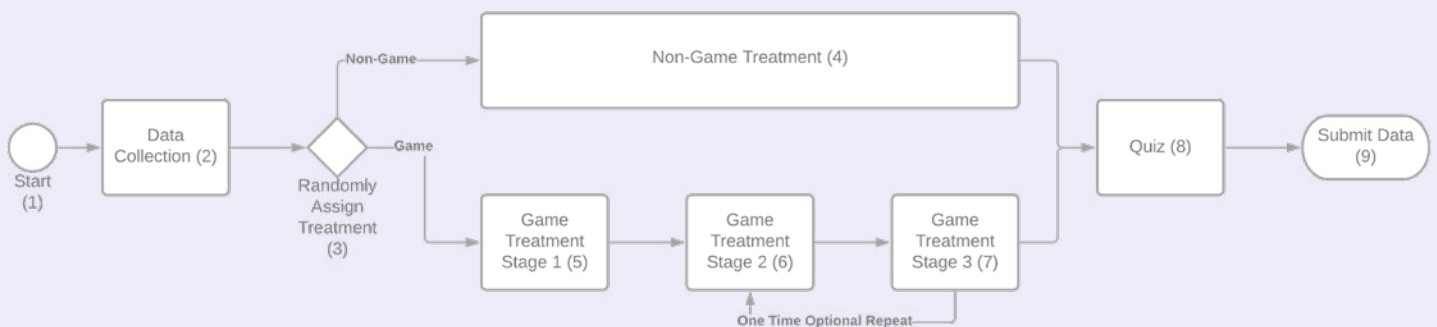 Start
(1)
Data
Collection (2)
Randomly
Assign
Treatment
(3)
Non-Game
Non-Game Treatment (4)
Game
Game
Treatment
Stage 1 (5)
Game
Treatment
Stage 2 (6)
Game
Treatment
Stage 3 (7)
One Time Optional Repeat
Quiz (8)
Submit Data
(9)